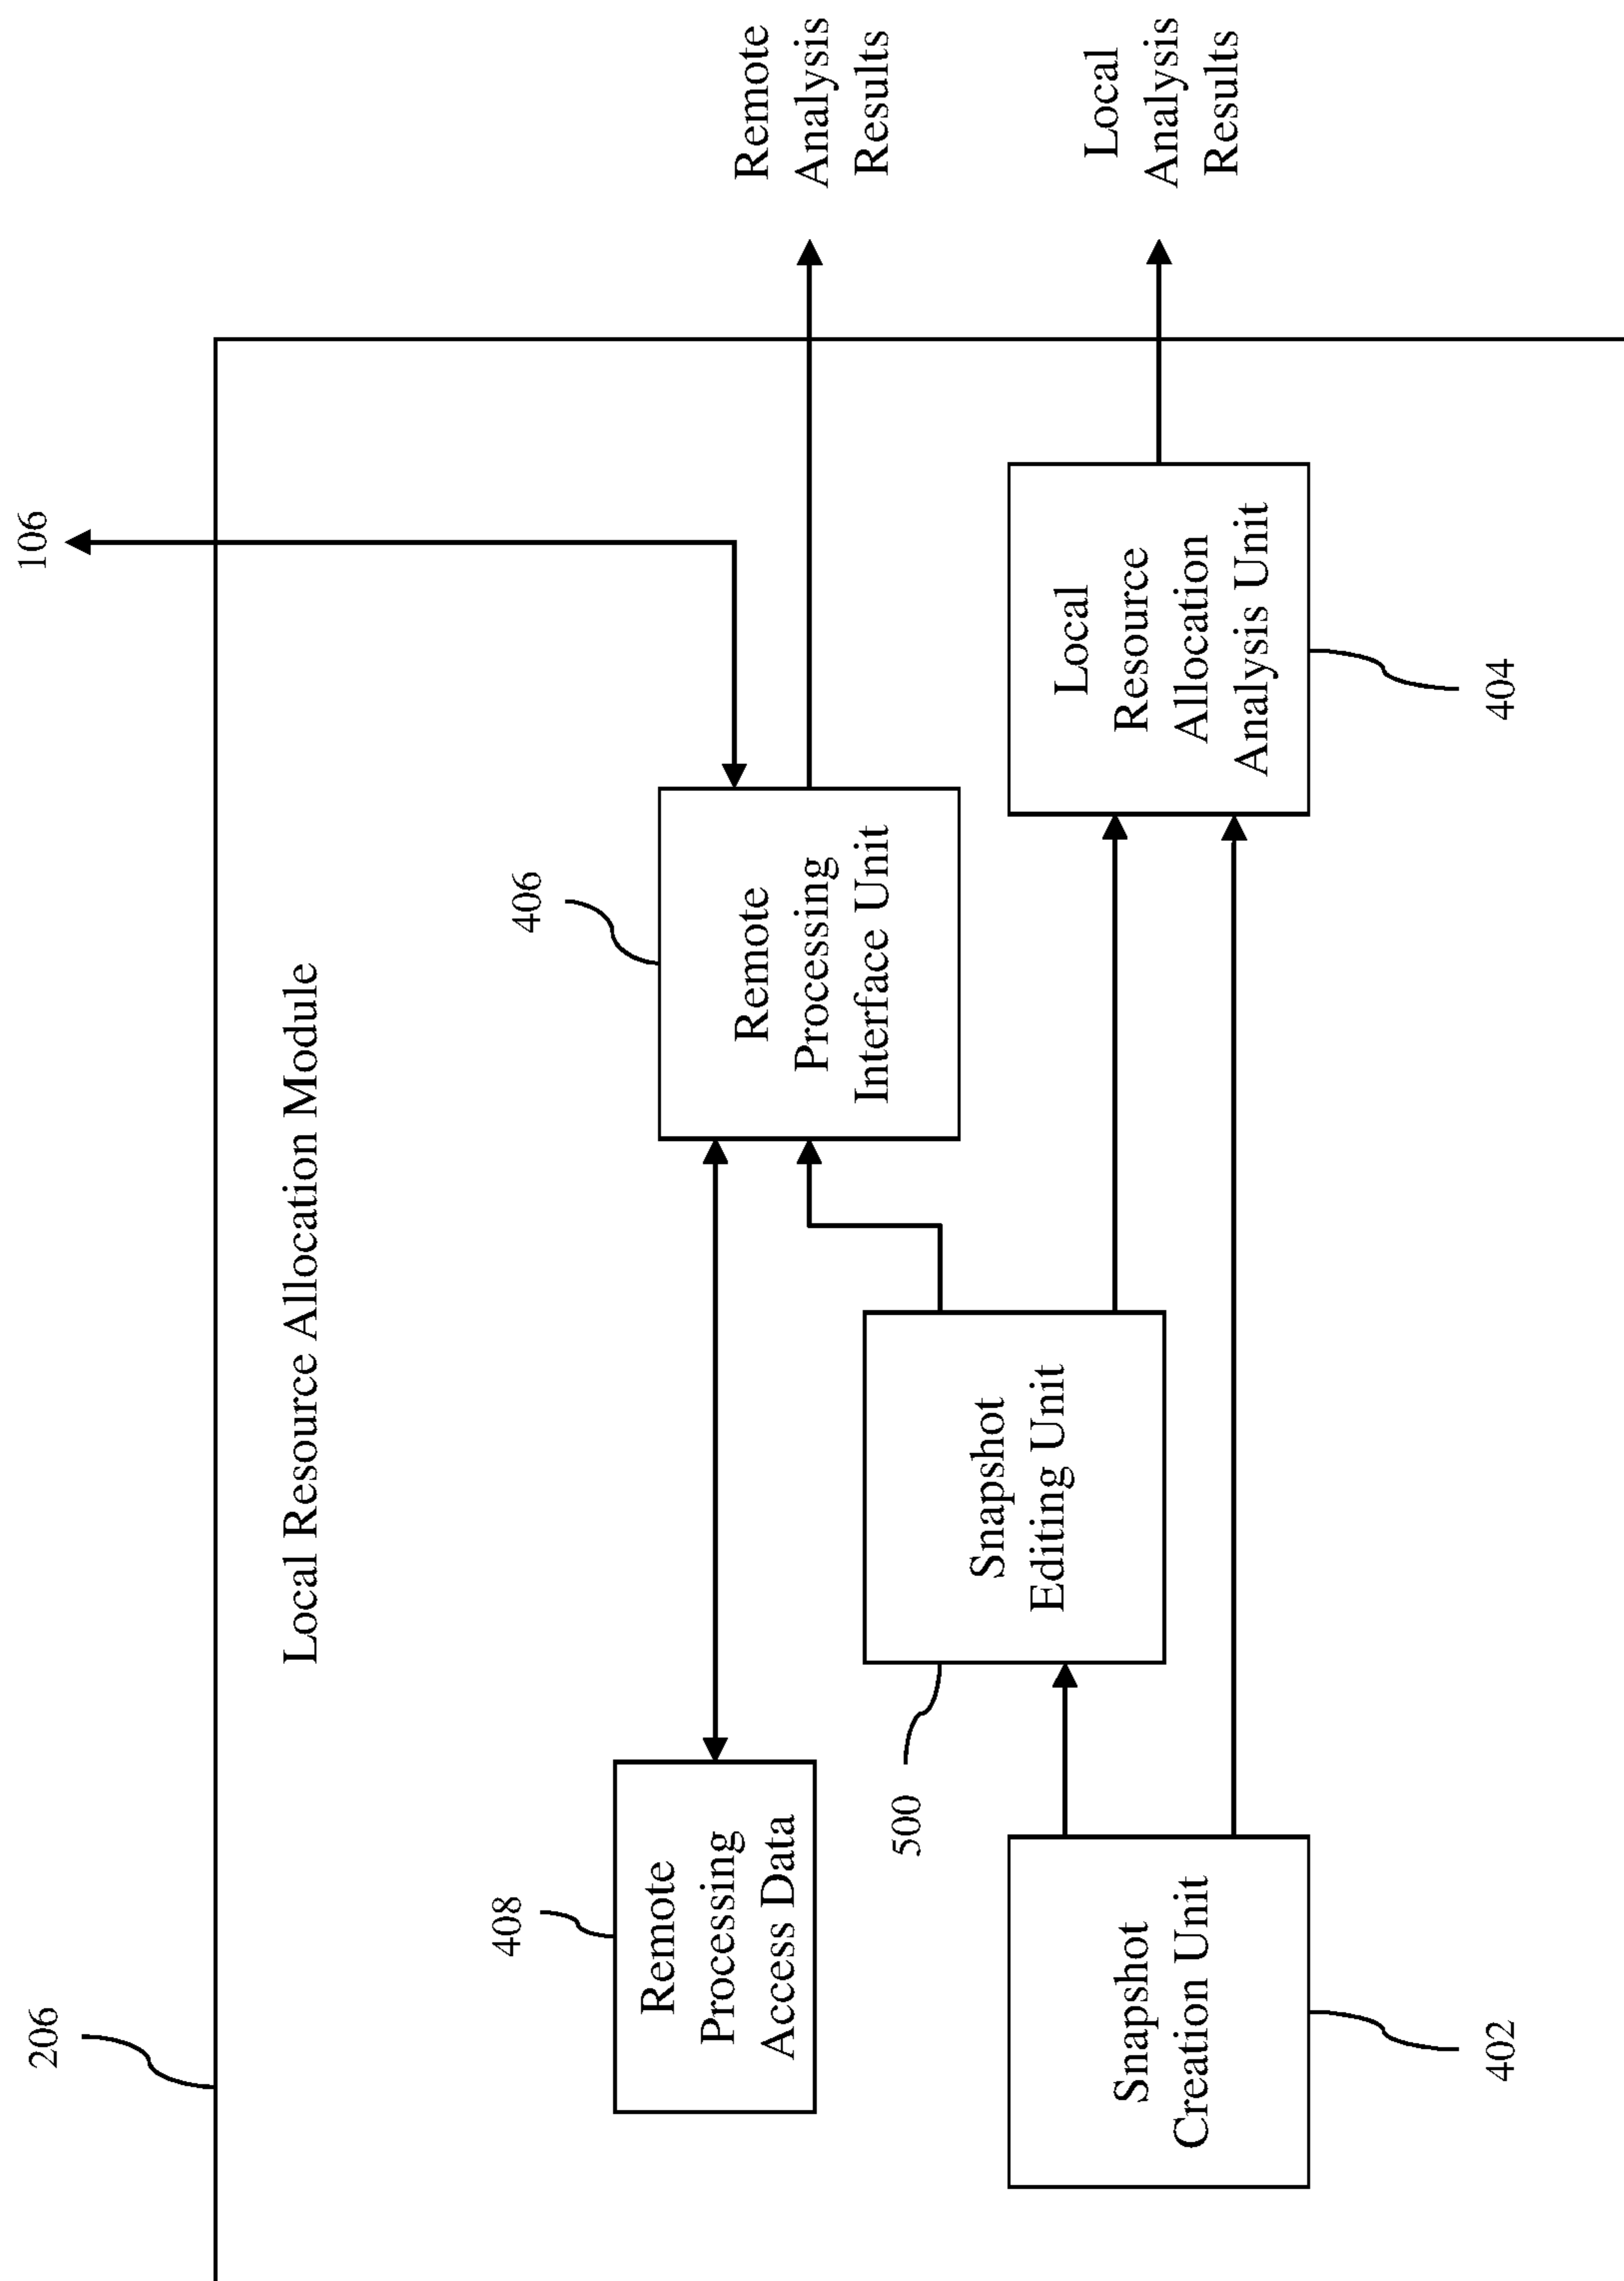 206
106
Local Resource Allocation Module
408
Remote
Processing
Access Data
406
Remote
Processing
Interface Unit
Remote
Analysis
Results
500
Snapshot
Editing Unit
402
Snapshot
Creation Unit
404
Local
Resource
Allocation
Analysis Unit
Local
Analysis
Results